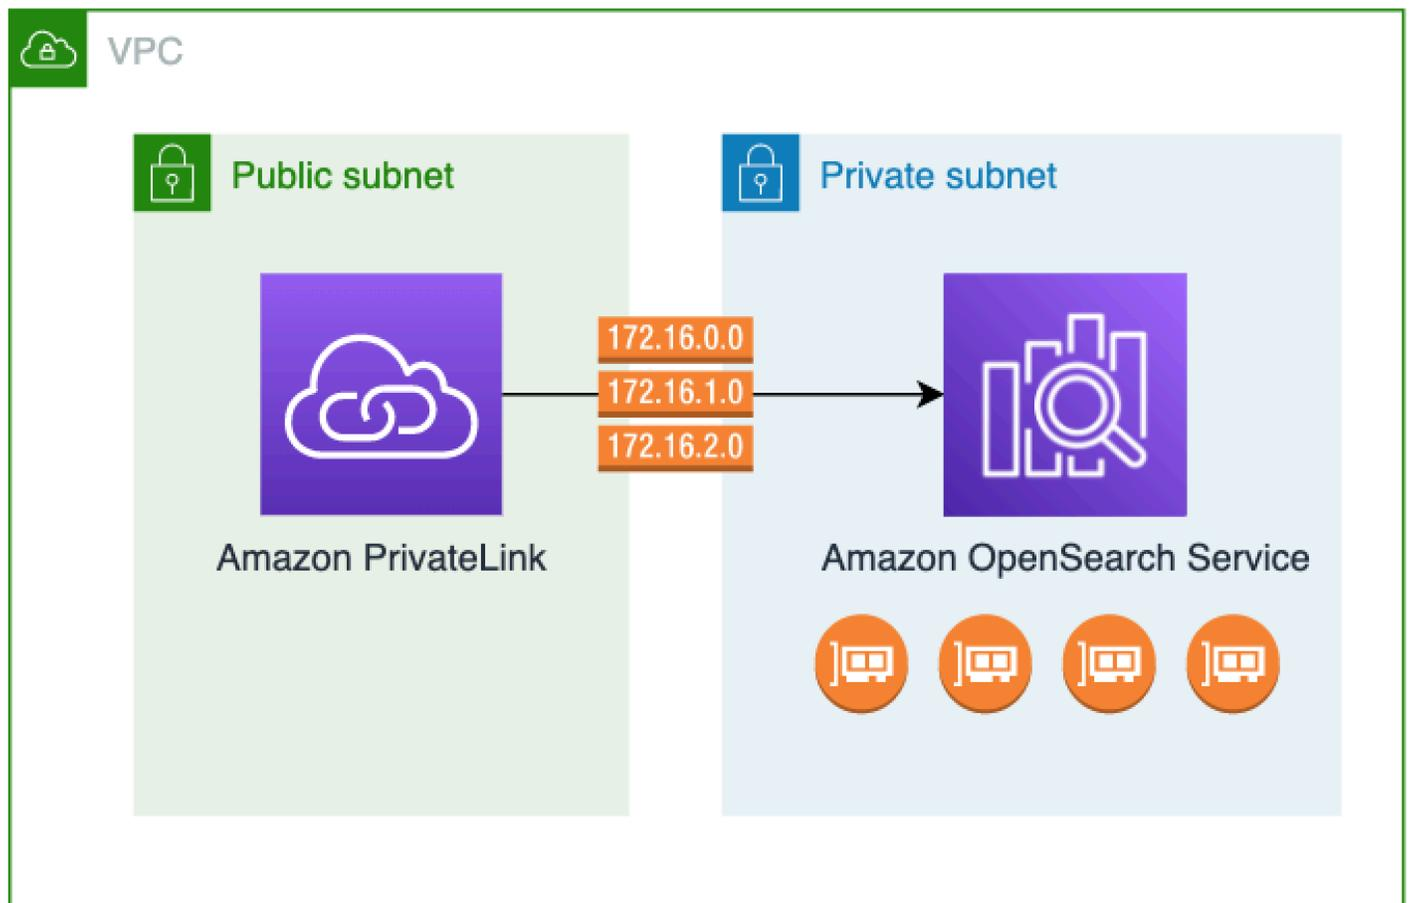 VPC
Public subnet
Private subnet
172.16.0.0
172.16.1.0
172.16.2.0
Amazon PrivateLink
Amazon OpenSearch Service